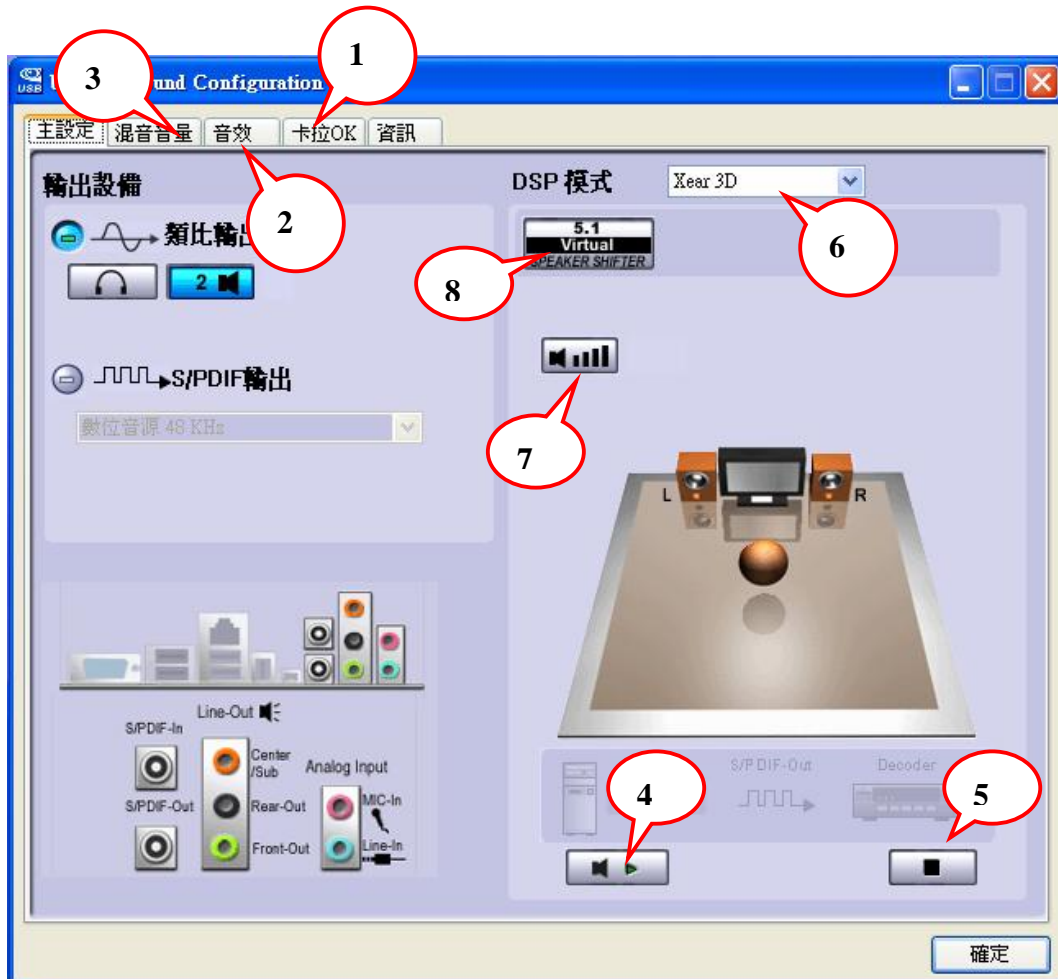 1
3
USB U und Configuration
主設定 混音音量 音效 卡拉OK 資訊
輸出設備
類比輸出
2
2
S/PDIF輸出
數位音源 48 KHz
DSP 模式 Xear 3D
6
5.1
Virtual
SPEAKER SHIFTER
8
7
L R
S/PDIF-In
Line-Out
Center
/Sub
Analog Input
S/PDIF-Out
Rear-Out
MIC-In
Front-Out
Line-In
S/PDIF-Out Decoder
4
5
確定